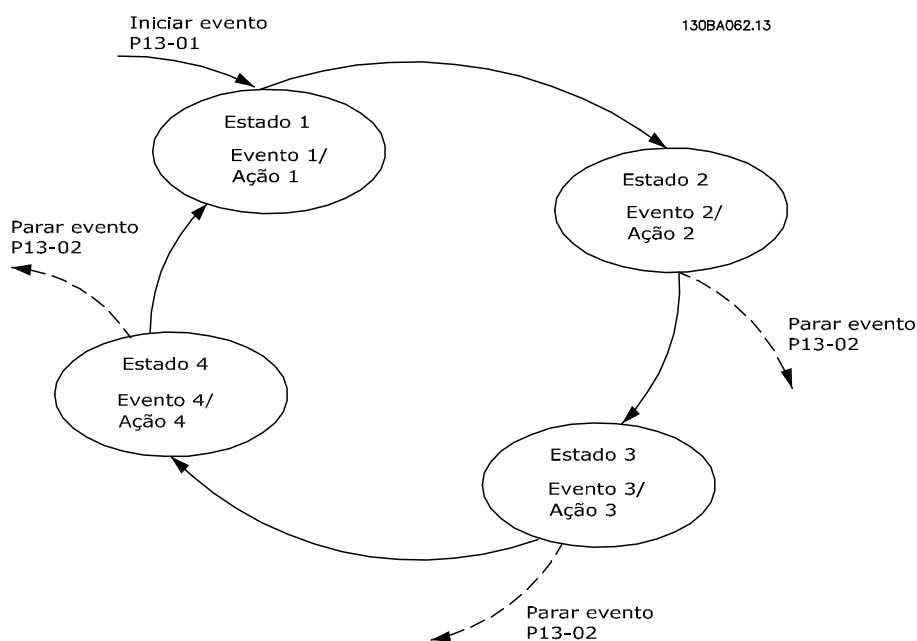 Iniciar evento
P13-01
130BA062.13
Estado 1
Evento 1/
Ação 1
Estado 2
Evento 2/
Ação 2
Parar evento
P13-02
Parar evento
P13-02
Estado 4
Evento 4/
Ação 4
Estado 3
Evento 3/
Ação 3
Parar evento
P13-02